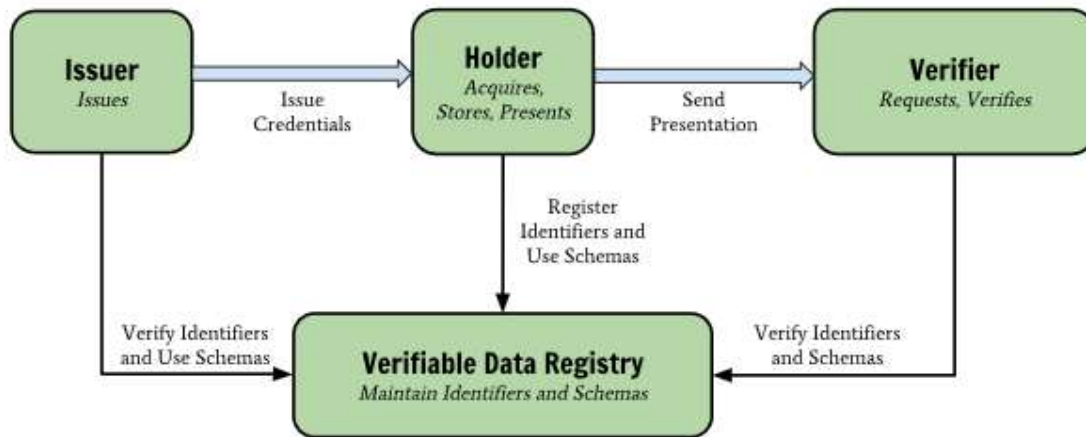 Issuer
Issues
Issue
Credentials
Holder
Acquires,
Stores, Presents
Send
Presentation
Verifier
Requests, Verifies
Register
Identifiers and
Use Schemas
Verify Identifiers
and Use Schemas
Verifiable Data Registry
Maintain Identifiers and Schemas
Verify Identifiers
and Schemas